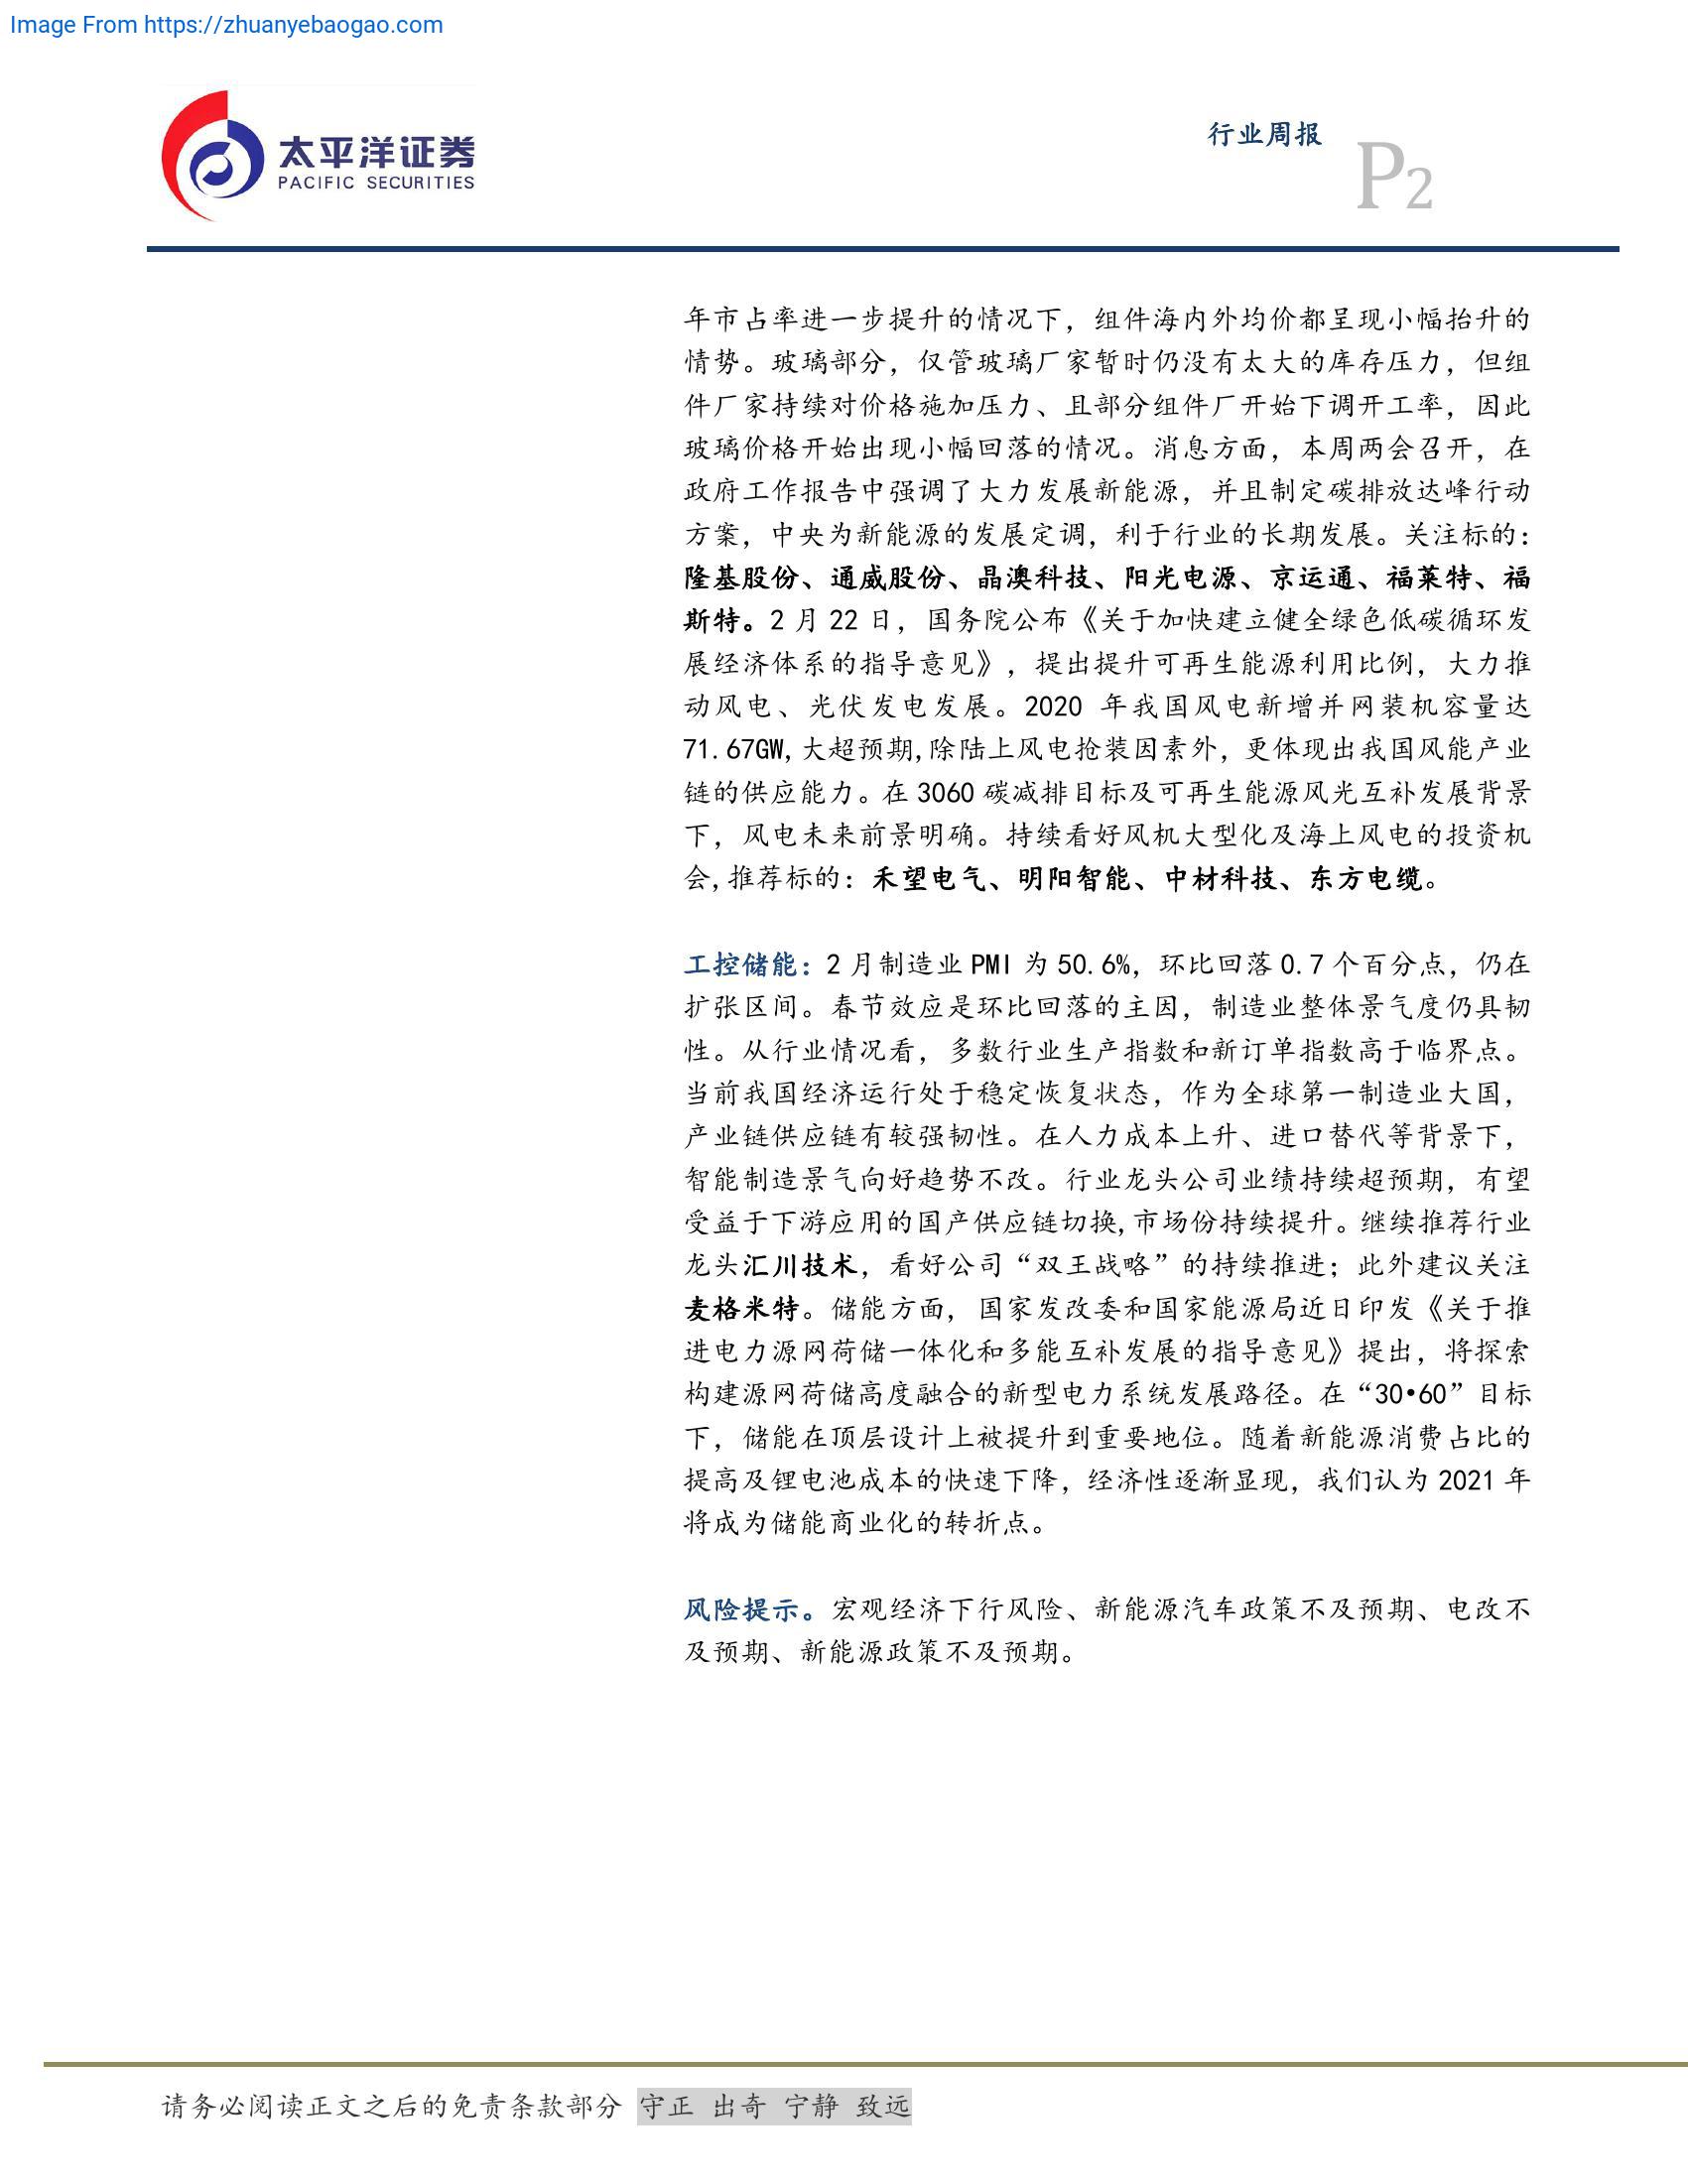 Image From https://zhuanyebaogao.com
太平洋证券
PACIFIC SECURITIES
行业周报
P2
年市占率进一步提升的情况下，组件海内外均价都呈现小幅抬升的
情势。玻璃部分，仅管玻璃厂家暂时仍没有太大的库存压力，但组
件厂家持续对价格施加压力、且部分组件厂开始下调开工率，因此
玻璃价格开始出现小幅回落的情况。消息方面，本周两会召开，在
政府工作报告中强调了大力发展新能源，并且制定碳排放达峰行动
方案，中央为新能源的发展定调，利于行业的长期发展。关注标的：
隆基股份、通威股份、晶澳科技、阳光电源、京运通、福莱特、福
斯特。2 月 22 日，国务院公布《关于加快建立健全绿色低碳循环发
展经济体系的指导意见》，提出提升可再生能源利用比例，大力推
动风电、光伏发电发展。2020 年我国风电新增并网装机容量达
71.67GW,大超预期,除陆上风电抢装因素外，更体现出我国风能产业
链的供应能力。在 3060 碳减排目标及可再生能源风光互补发展背景
下，风电未来前景明确。持续看好风机大型化及海上风电的投资机
会,推荐标的：禾望电气、明阳智能、中材科技、东方电缆。
工控储能：2 月制造业 PMI 为 50.6%，环比回落 0.7 个百分点，仍在
扩张区间。春节效应是环比回落的主因，制造业整体景气度仍具韧
性。从行业情况看，多数行业生产指数和新订单指数高于临界点。
当前我国经济运行处于稳定恢复状态，作为全球第一制造业大国，
产业链供应链有较强韧性。在人力成本上升、进口替代等背景下，
智能制造景气向好趋势不改。行业龙头公司业绩持续超预期，有望
受益于下游应用的国产供应链切换,市场份持续提升。继续推荐行业
龙头汇川技术，看好公司“双王战略”的持续推进；此外建议关注
麦格米特。储能方面，国家发改委和国家能源局近日印发《关于推
进电力源网荷储一体化和多能互补发展的指导意见》提出，将探索
构建源网荷储高度融合的新型电力系统发展路径。在“30•60”目标
下，储能在顶层设计上被提升到重要地位。随着新能源消费占比的
提高及锂电池成本的快速下降，经济性逐渐显现，我们认为 2021 年
将成为储能商业化的转折点。
风险提示。宏观经济下行风险、新能源汽车政策不及预期、电改不
及预期、新能源政策不及预期。
请务必阅读正文之后的免责条款部分 守正 出奇 宁静 致远